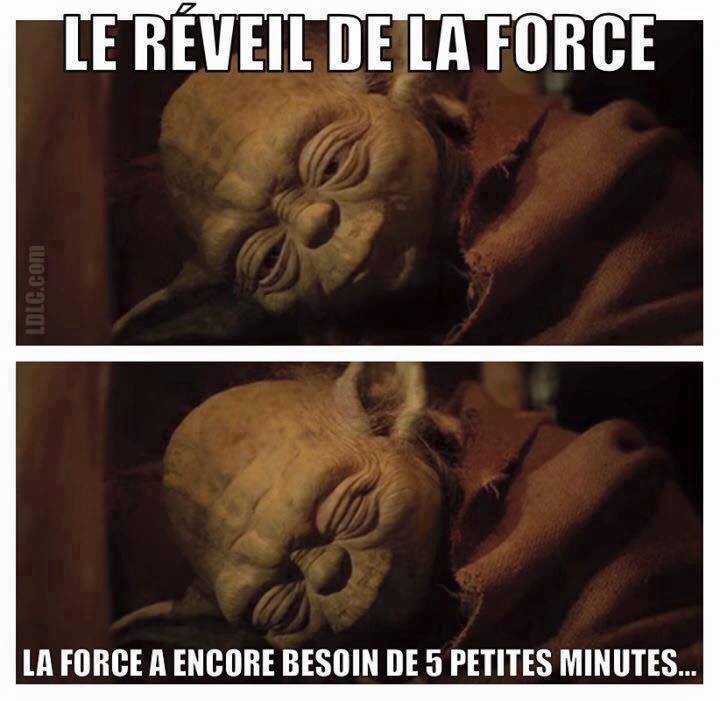 LE RÉVEIL DE LA FORCE
LDLC.com
LA FORCE A ENCORE BESOIN DE 5 PETITES MINUTES...